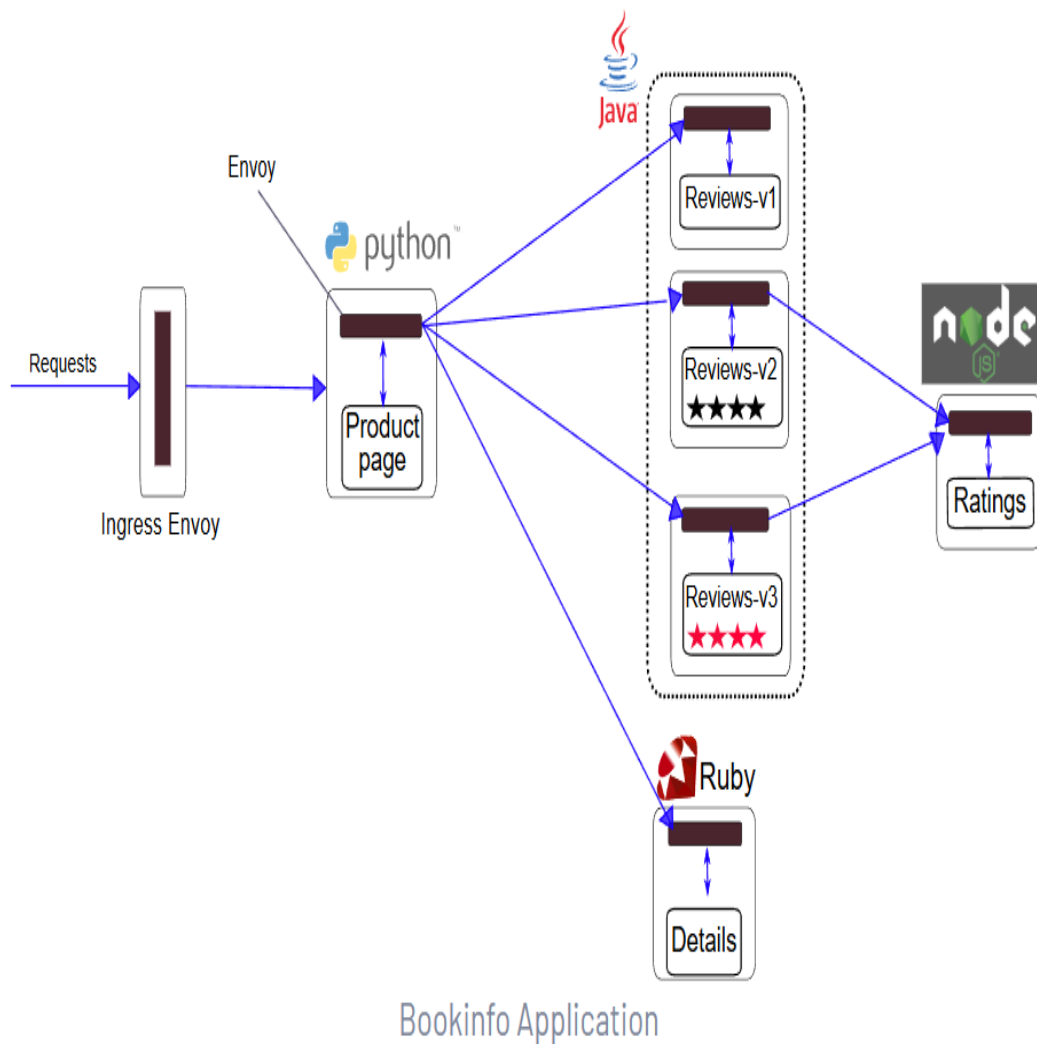 Java
Reviews-v1
Envoy
python™
Reviews-v2
node
JS
Requests
Product
page
Ratings
Ingress Envoy
Reviews-v3
Ruby
Details
Bookinfo Application